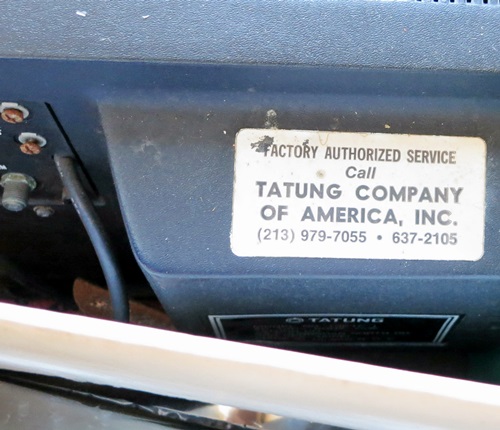 FACTORY AUTHORIZED SERVICE
Call
TATUNG COMPANY
OF AMERICA, INC.
(213) 979-7055 • 637-2105
TATUNG